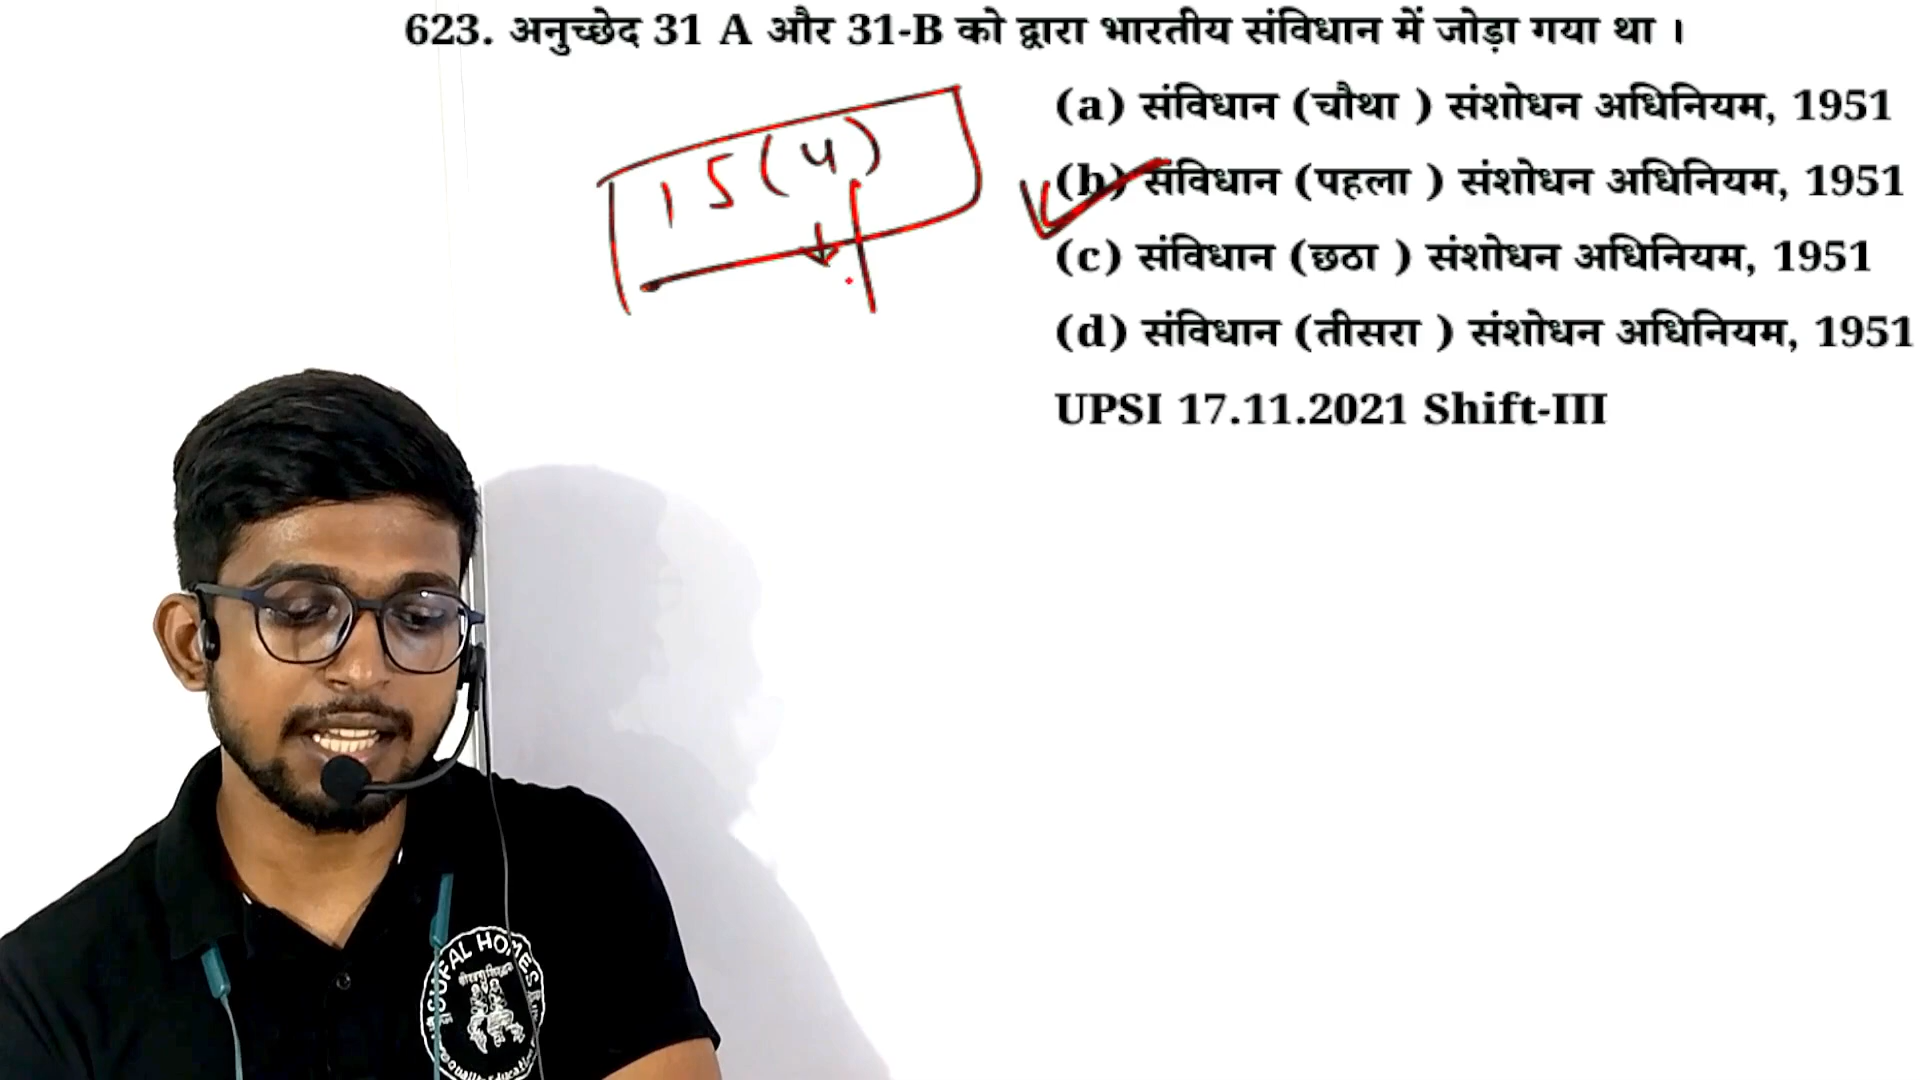 623. अनुच्छेद 31 A और 31-B को द्वारा भारतीय संविधान में जोड़ा गया था ।
(a) संविधान (चौथा ) संशोधन अधिनियम, 1951
15(4)
(b) संविधान (पहला ) संशोधन अधिनियम, 1951
(c) संविधान (छठा ) संशोधन अधिनियम, 1951
(d) संविधान (तीसरा ) संशोधन अधिनियम, 1951
UPSI 17.11.2021 Shift-III
HOMES